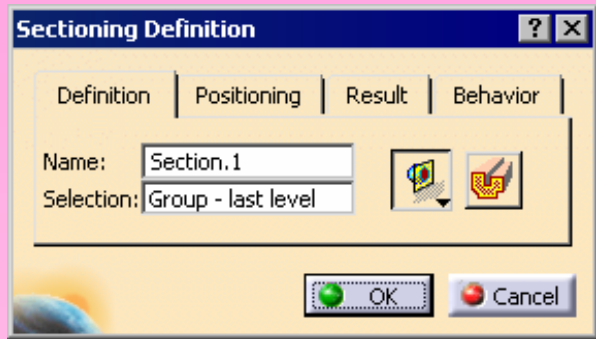 Sectioning Definition
Definition Positioning Result Behavior
Name: Section.1
Selection: Group - last level
OK Cancel